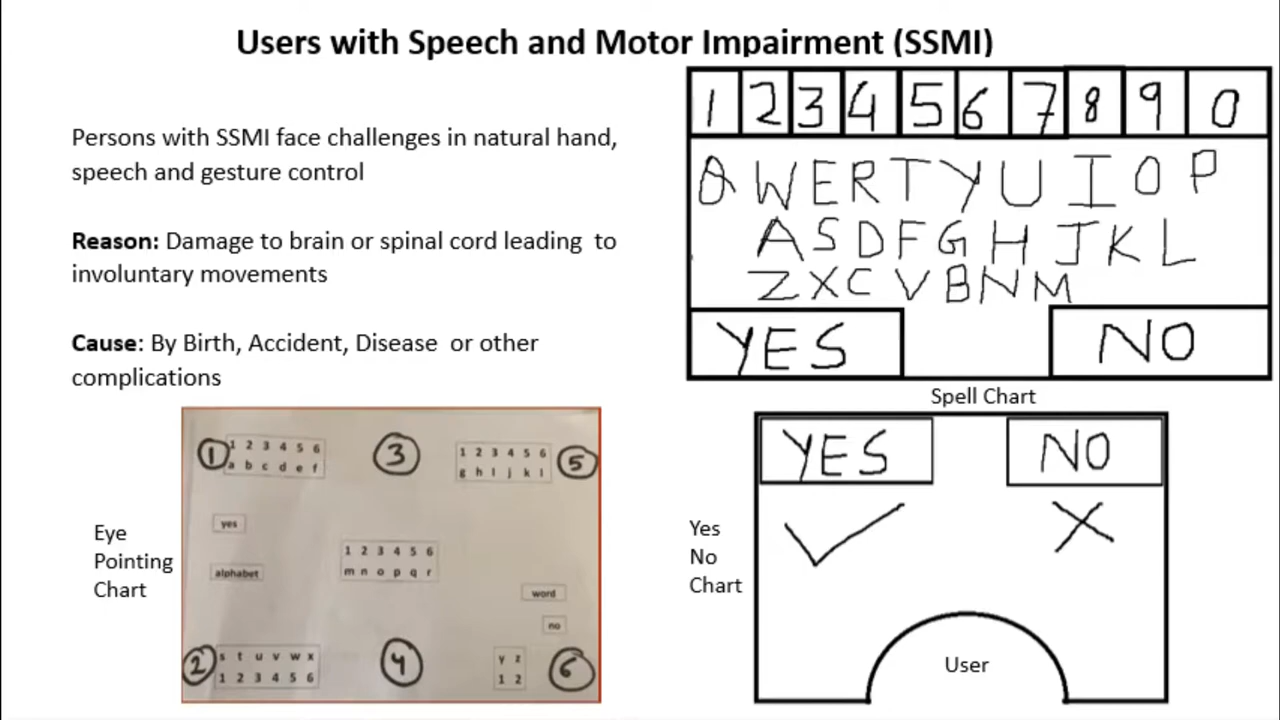 Users with Speech and Motor Impairment (SSMI)
Persons with SSMI face challenges in natural hand,
speech and gesture control
Reason: Damage to brain or spinal cord leading to
involuntary movements
Cause: By Birth, Accident, Disease or other
complications
1 2 3 4 5 6 7 8 9 0
Q W E R T Y U I O P
A S D F G H J K L
Z X C V B N M
YES NO
Spell Chart
Eye
Pointing
Chart
1 1 2 3 4 5 6
a b c d e f
3
1 2 3 4 5 6 5
g h i j k l
yes
1 2 3 4 5 6
m n o p q r
alphabet
word
no
2 s t u v w x
1 2 3 4 5 6
4
y z 6
1 2
Yes
No
Chart
YES NO
User